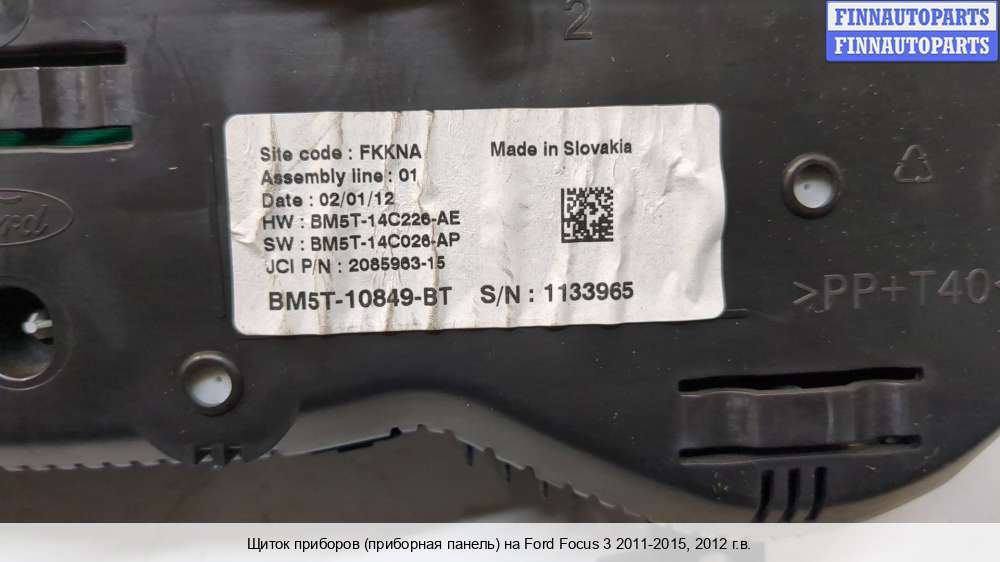 FINNAUTOPARTS
FINNAUTOPARTS
2
Site code : FKKNA
Made in Slovakia
Assembly line : 01
Date : 02/01/12
HW : BM5T-14C226-AE
SW : BM5T-14C026-AP
JCI P/N : 2085983-15
BM5T-10849-BT S/N : 1133965
Ford
>PP+T40<
Щиток приборов (приборная панель) на Ford Focus 3 2011-2015, 2012 г.в.